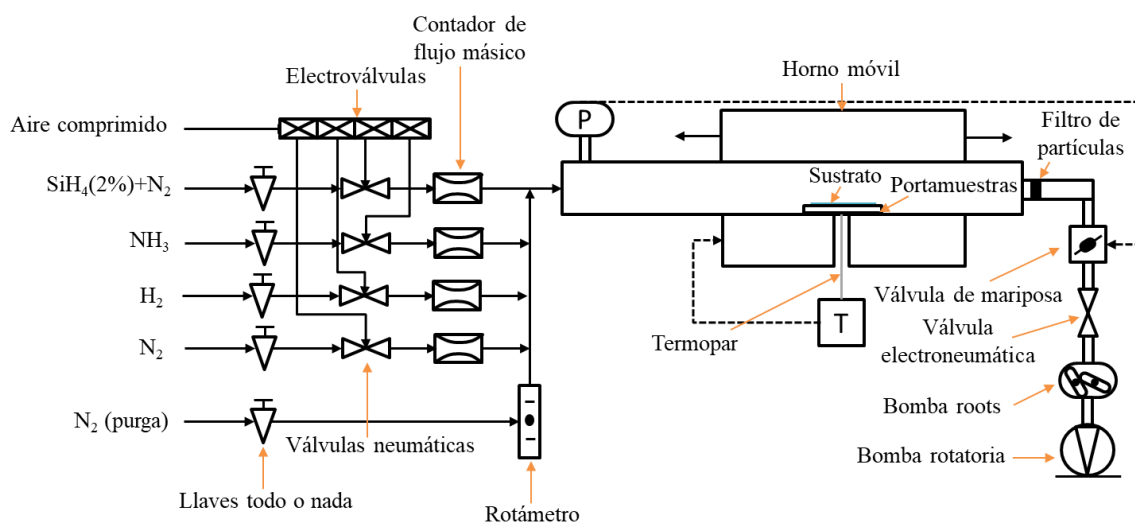 Contador de
flujo másico
Electroválvulas
Horno móvil
Aire comprimido
P
Filtro de
partículas
SiH4(2%)+N2
Sustrato
Portamuestras
NH3
H2
Válvula de mariposa
N2
T
Termopar
Válvula
electroneumática
N2 (purga)
Válvulas neumáticas
Bomba roots
Bomba rotatoria
Llaves todo o nada
Rotámetro